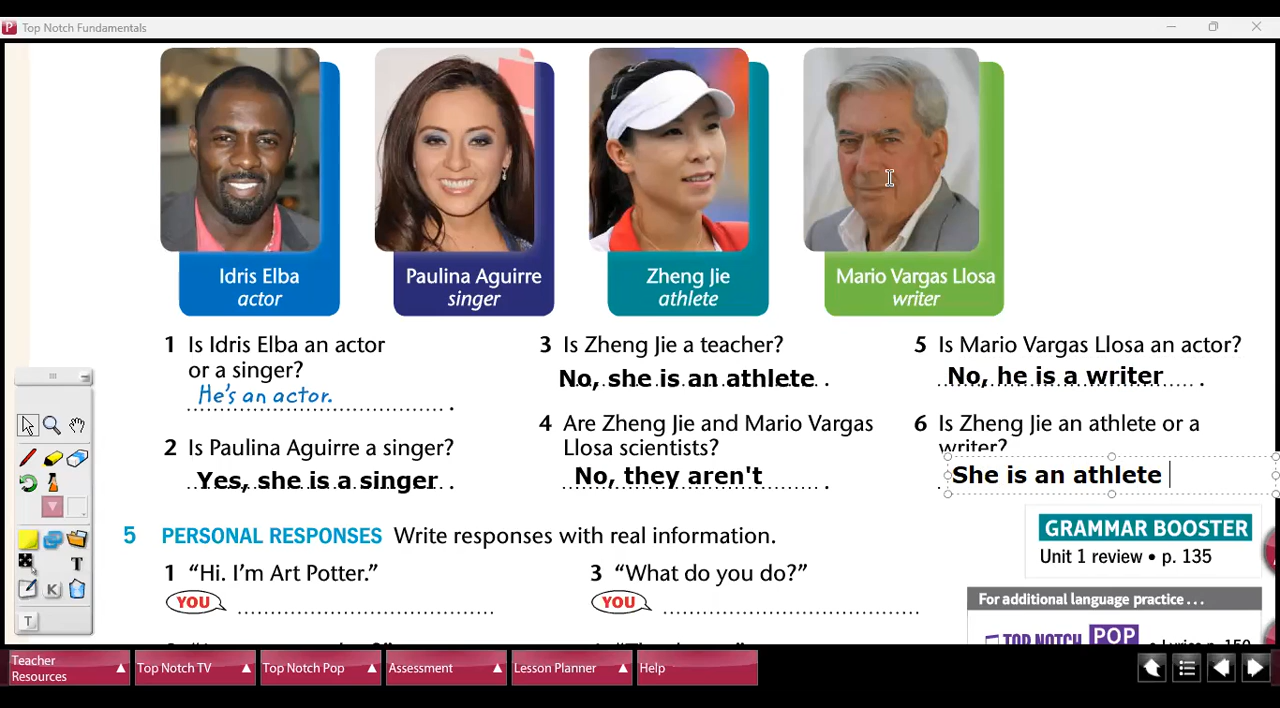 Top Notch Fundamentals
Idris Elba
actor
Paulina Aguirre
singer
Zheng Jie
athlete
Mario Vargas Llosa
writer
1 Is Idris Elba an actor
or a singer?
He's an actor.
2 Is Paulina Aguirre a singer?
Yes, she is a singer.
3 Is Zheng Jie a teacher?
No, she is an athlete.
4 Are Zheng Jie and Mario Vargas
Llosa scientists?
No, they aren't.
5 Is Mario Vargas Llosa an actor?
No, he is a writer.
6 Is Zheng Jie an athlete or a
writer?
She is an athlete
5 PERSONAL RESPONSES Write responses with real information.
1 "Hi. I'm Art Potter."
YOU
3 "What do you do?"
YOU
GRAMMAR BOOSTER
Unit 1 review • p. 135
For additional language practice...
TOP NOTCH POP
T
K
T
Teacher
Resources
Top Notch TV
Top Notch Pop
Assessment
Lesson Planner
Help